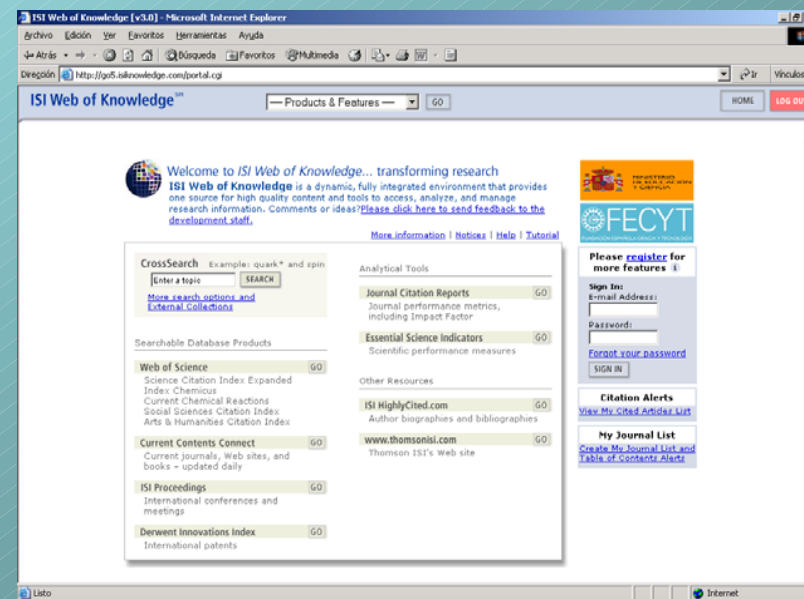 ISI Web of Knowledge [v3.0] - Microsoft Internet Explorer
Archivo Edición Ver Favoritos Herramientas Ayuda
Atrás Búsqueda Favoritos Multimedia
Dirección http://go5.isiknowledge.com/portal.cgi Ir Vínculos
ISI Web of Knowledge℠ — Products & Features — GO HOME LOG OU
Welcome to ISI Web of Knowledge... transforming research
ISI Web of Knowledge is a dynamic, fully integrated environment that provides
one source for high quality content and tools to access, analyze, and manage
research information. Comments or ideas?Please click here to send feedback to the
development staff.
More information | Notices | Help | Tutorial
CrossSearch Example: quark* and spin
Enter a topic SEARCH
More search options and
External Collections
Searchable Database Products
Web of Science GO
Science Citation Index Expanded
Index Chemicus
Current Chemical Reactions
Social Sciences Citation Index
Arts & Humanities Citation Index
Current Contents Connect GO
Current journals, Web sites, and
books - updated daily
ISI Proceedings GO
International conferences and
meetings
Derwent Innovations Index GO
International patents
Analytical Tools
Journal Citation Reports GO
Journal performance metrics,
including Impact Factor
Essential Science Indicators GO
Scientific performance measures
Other Resources
ISI HighlyCited.com GO
Author biographies and bibliographies
www.thomsonisi.com GO
Thomson ISI's Web site
MINISTERIO
DE EDUCACIÓN
Y CIENCIA
FECYT
FUNDACIÓN ESPAÑOLA CIENCIA Y TECNOLOGÍA
Please register for
more features i
Sign In:
E-mail Address:
Password:
Forgot your password
SIGN IN
Citation Alerts
View My Cited Articles List
My Journal List
Create My Journal List and
Table of Contents Alerts
Listo Internet